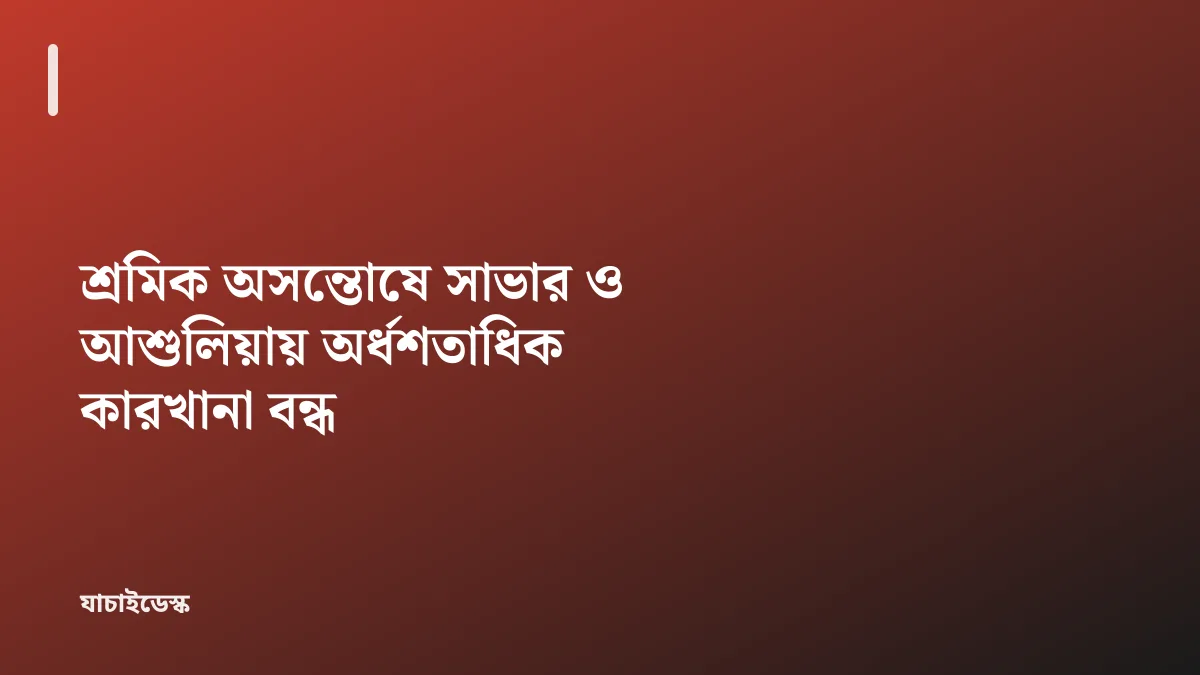 শ্রমিক অসন্তোষে সাভার ও
আশুলিয়ায় অর্ধশতাধিক
কারখানা বন্ধ
যাচাইডেস্ক